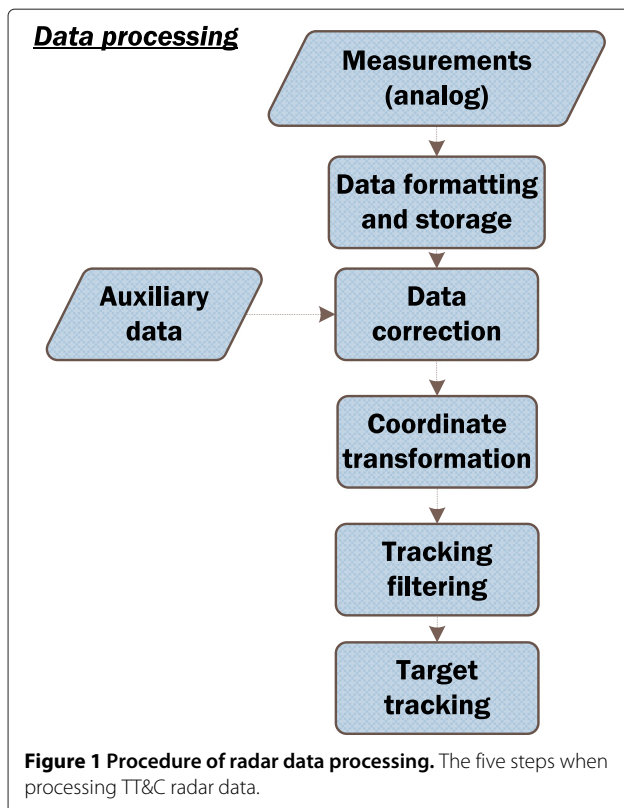 Data processing
Measurements
(analog)
Data formatting
and storage
Auxiliary
data
Data
correction
Coordinate
transformation
Tracking
filtering
Target
tracking
Figure 1 Procedure of radar data processing. The five steps when
processing TT&C radar data.